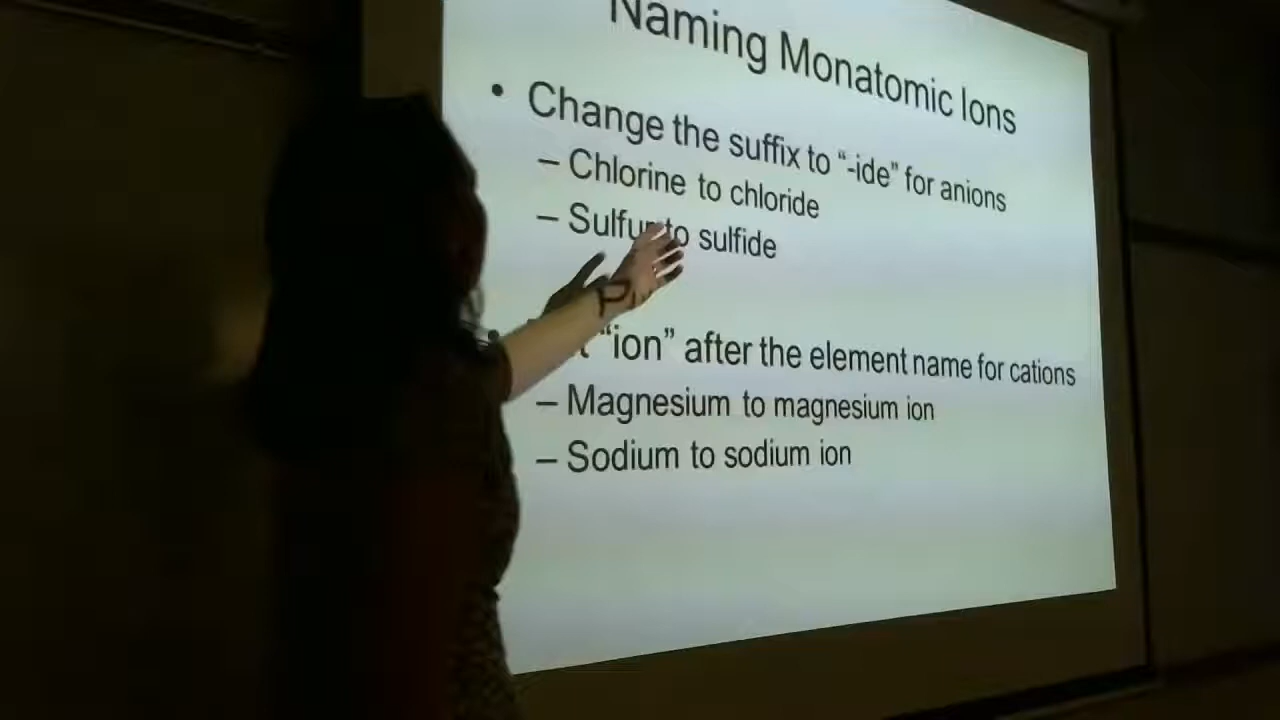 Naming Monatomic Ions
• Change the suffix to “-ide” for anions
– Chlorine to chloride
– Sulfur to sulfide
“ion” after the element name for cations
– Magnesium to magnesium ion
– Sodium to sodium ion